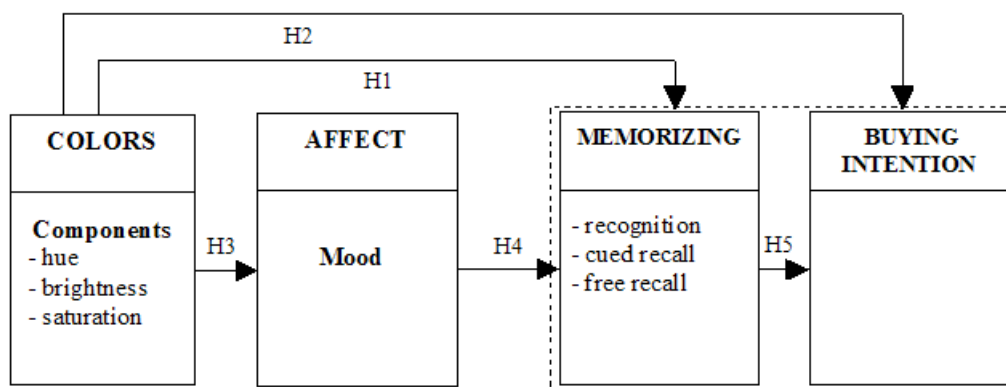 H2
H1
COLORS
AFFECT
MEMORIZING
BUYING
INTENTION
Components
- hue
- brightness
- saturation
H3
Mood
H4
- recognition
- cued recall
- free recall
H5